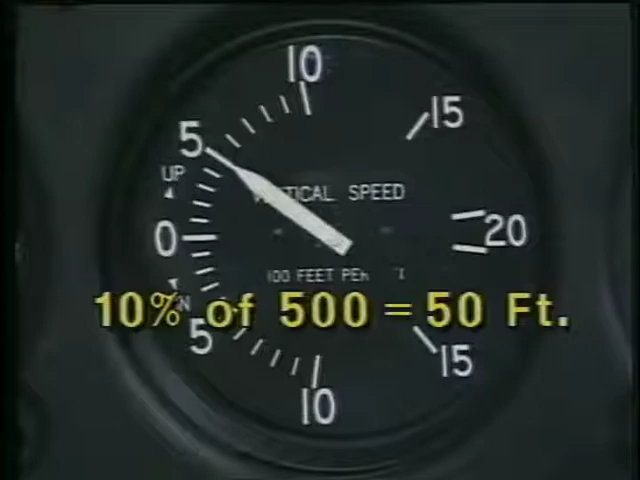 10
15
5
UP
VERTICAL SPEED
0
20
100 FEET PER
10% of 500 = 50 Ft.
5
15
10